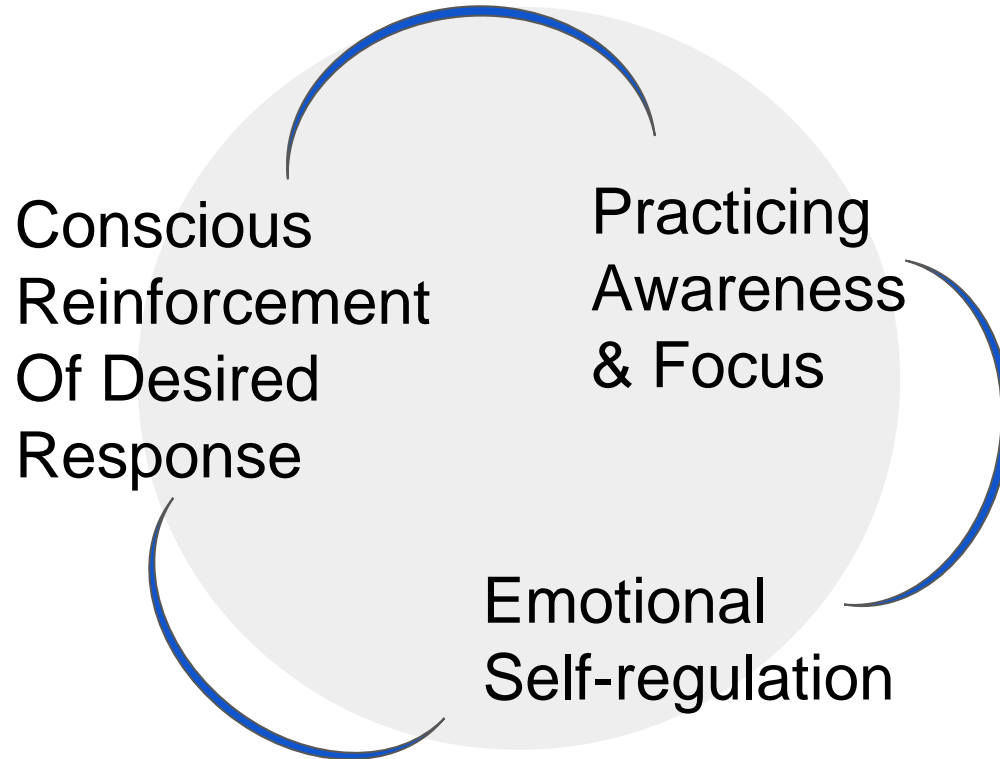 Conscious
Reinforcement
Of Desired
Response
Practicing
Awareness
& Focus
Emotional
Self-regulation